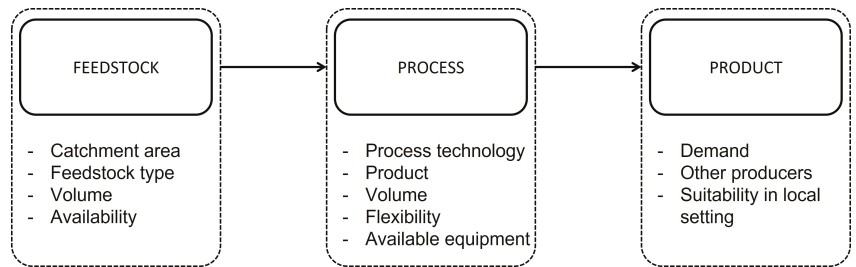 FEEDSTOCK
- Catchment area
- Feedstock type
- Volume
- Availability
PROCESS
- Process technology
- Product
- Volume
- Flexibility
- Available equipment
PRODUCT
- Demand
- Other producers
- Suitability in local
setting